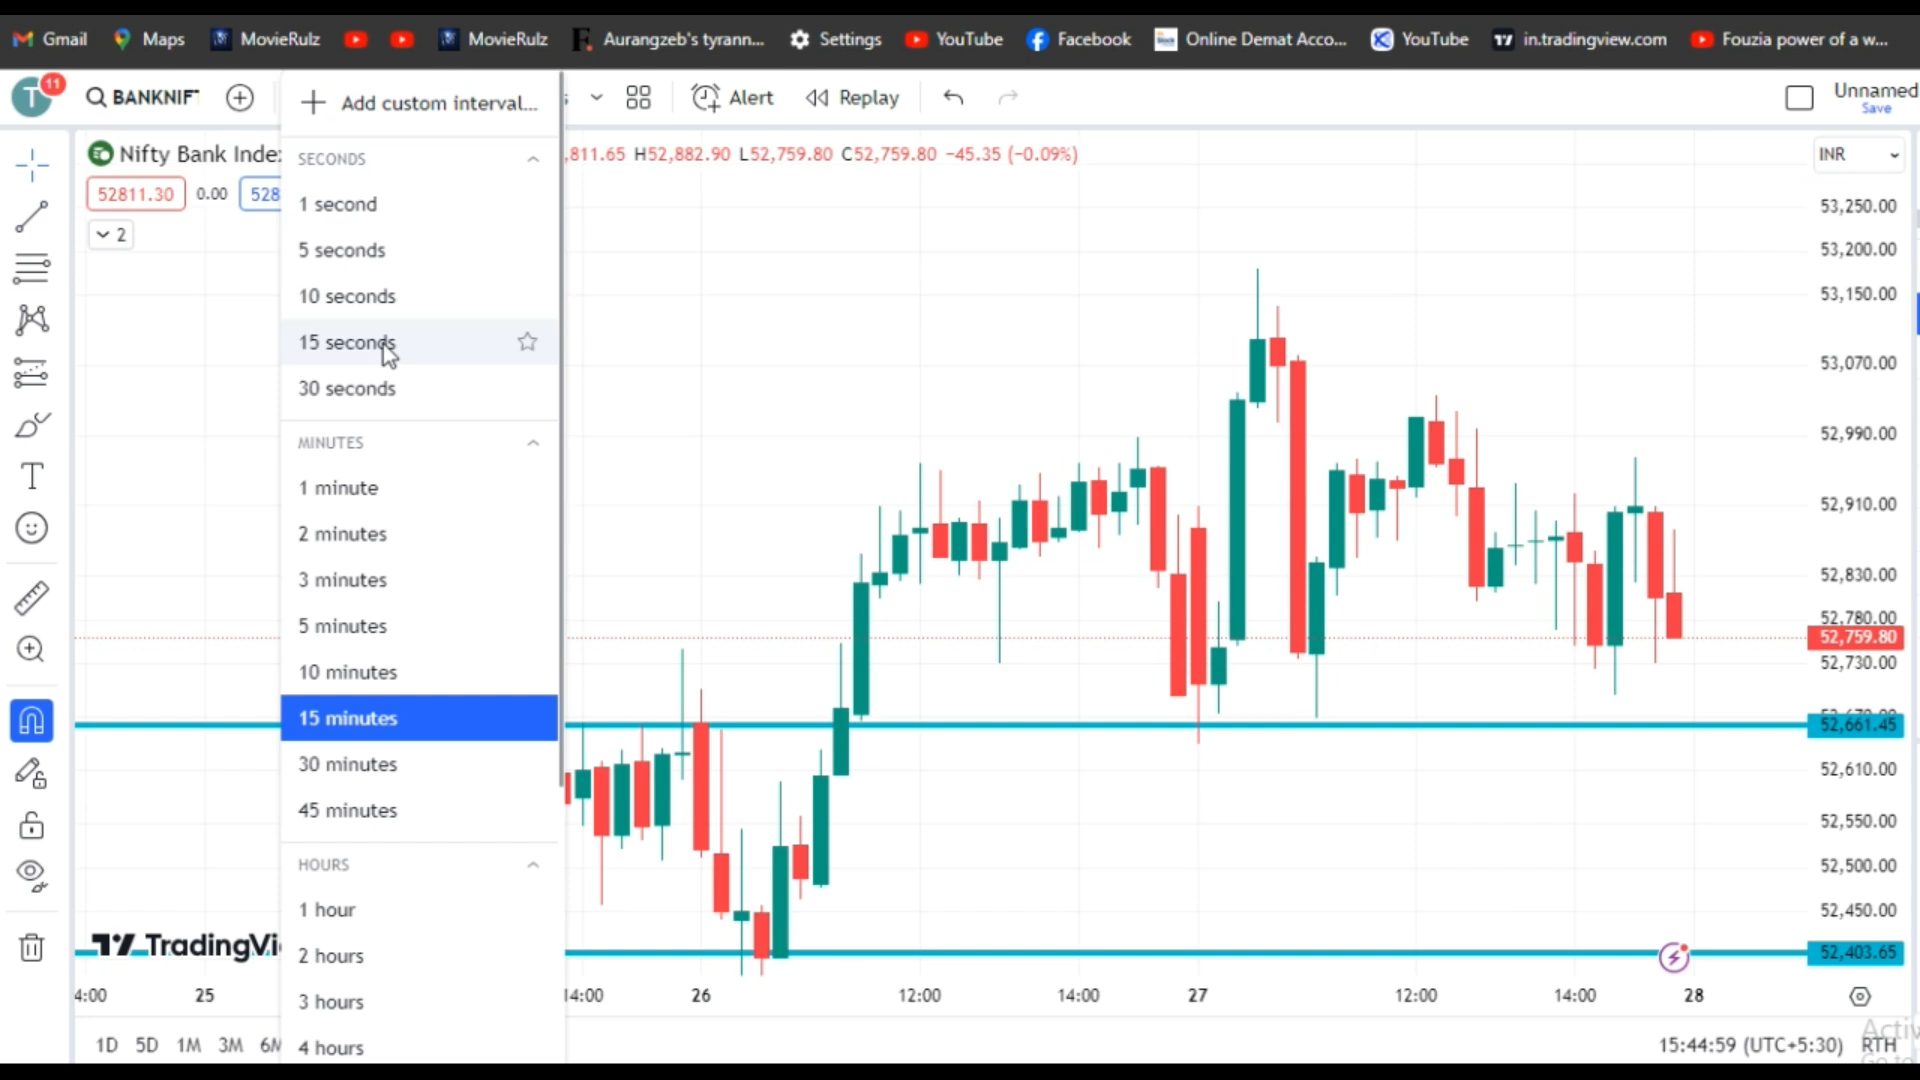 Gmail Maps MovieRulz MovieRulz Aurangzeb's tyrann... Settings YouTube Facebook Online Demat Acco... YouTube in.tradingview.com Fouzia power of a w...
T 11 BANKNIF Add custom interval... Alert Replay Unnamed
Save
Nifty Bank Index 811.65 H52,882.90 L52,759.80 C52,759.80 −45.35 (−0.09%) INR
52811.30 0.00 528
2
SECONDS
1 second
5 seconds
10 seconds
15 seconds
30 seconds
MINUTES
1 minute
2 minutes
3 minutes
5 minutes
10 minutes
15 minutes
30 minutes
45 minutes
HOURS
1 hour
2 hours
3 hours
4 hours
53,250.00
53,200.00
53,150.00
53,070.00
52,990.00
52,910.00
52,830.00
52,780.00
52,759.80
52,730.00
52,661.45
52,610.00
52,550.00
52,500.00
52,450.00
52,403.65
TradingVi
4:00 25 14:00 26 12:00 14:00 27 12:00 14:00 28
1D 5D 1M 3M 6M 15:44:59 (UTC+5:30) RTH